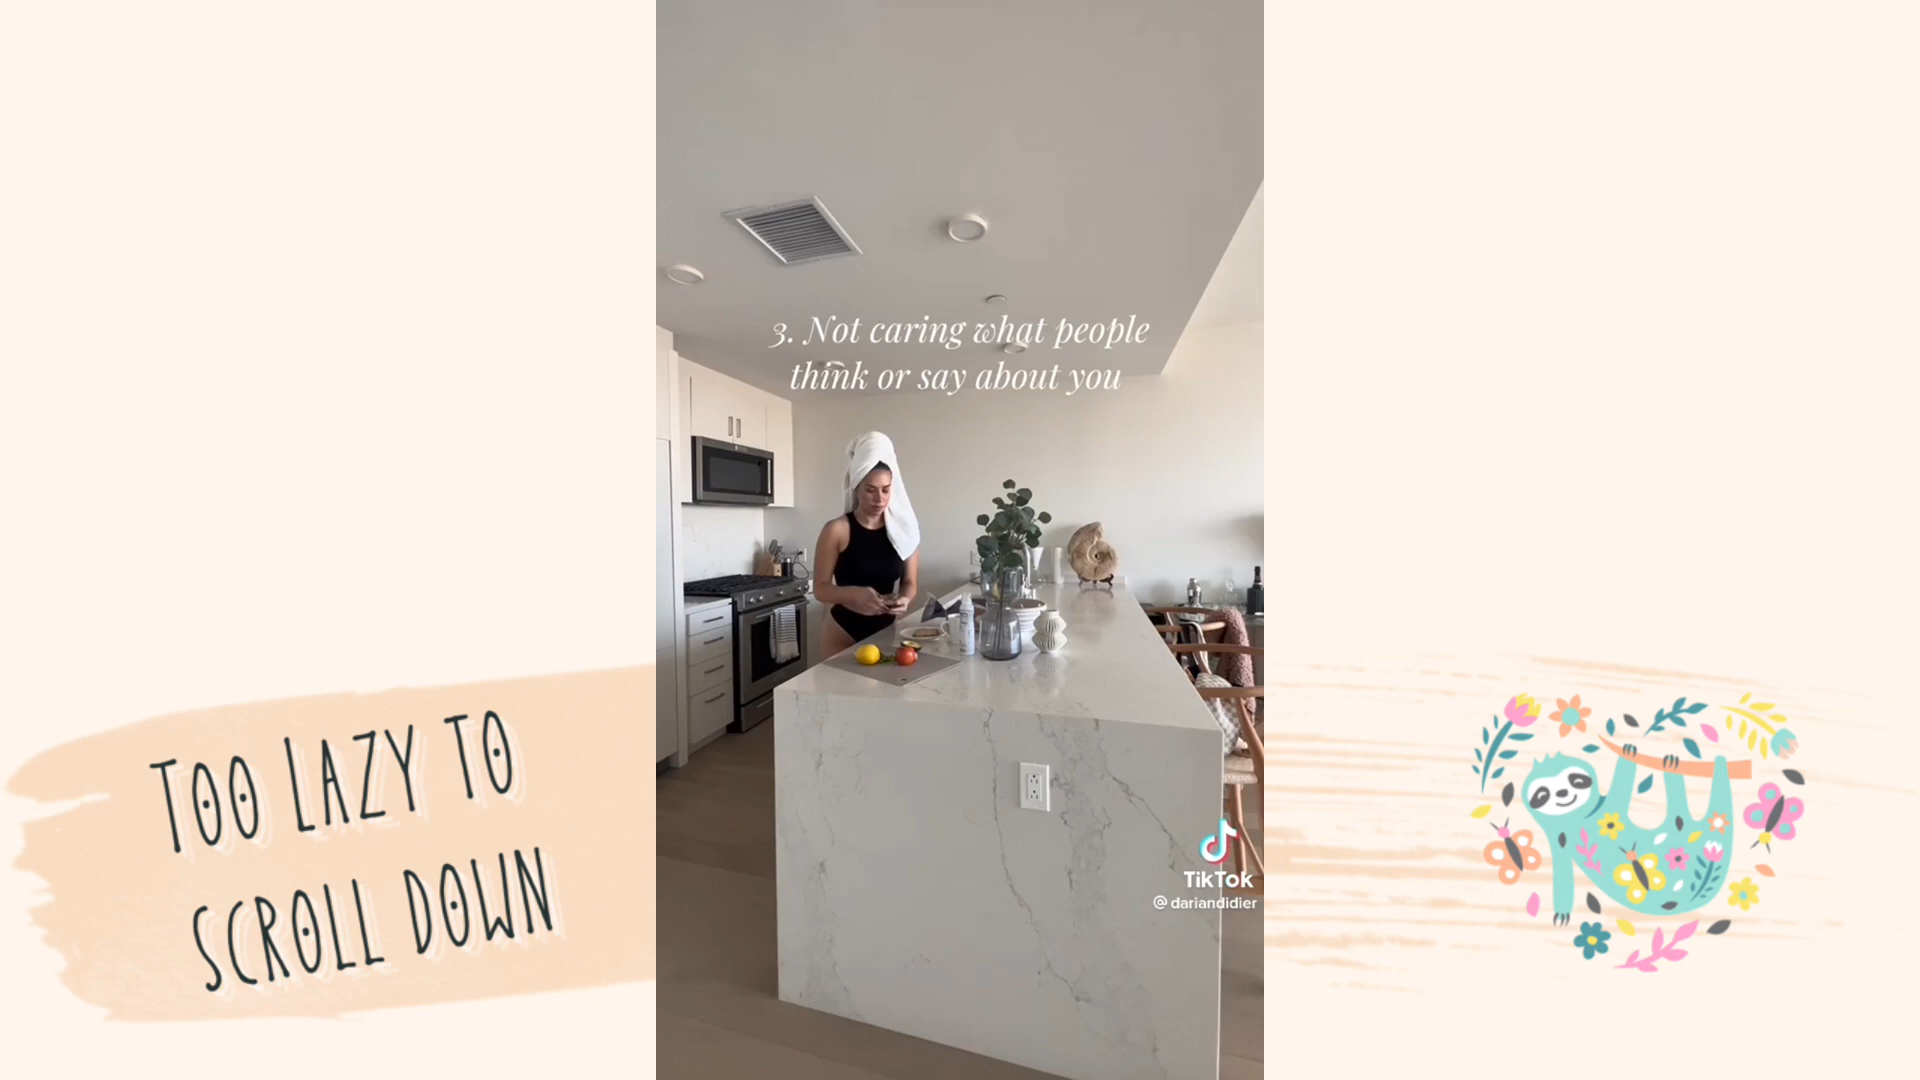 3. Not caring what people
think or say about you
TOO LAZY TO
SCROLL DOWN
TikTok
@dariandidier